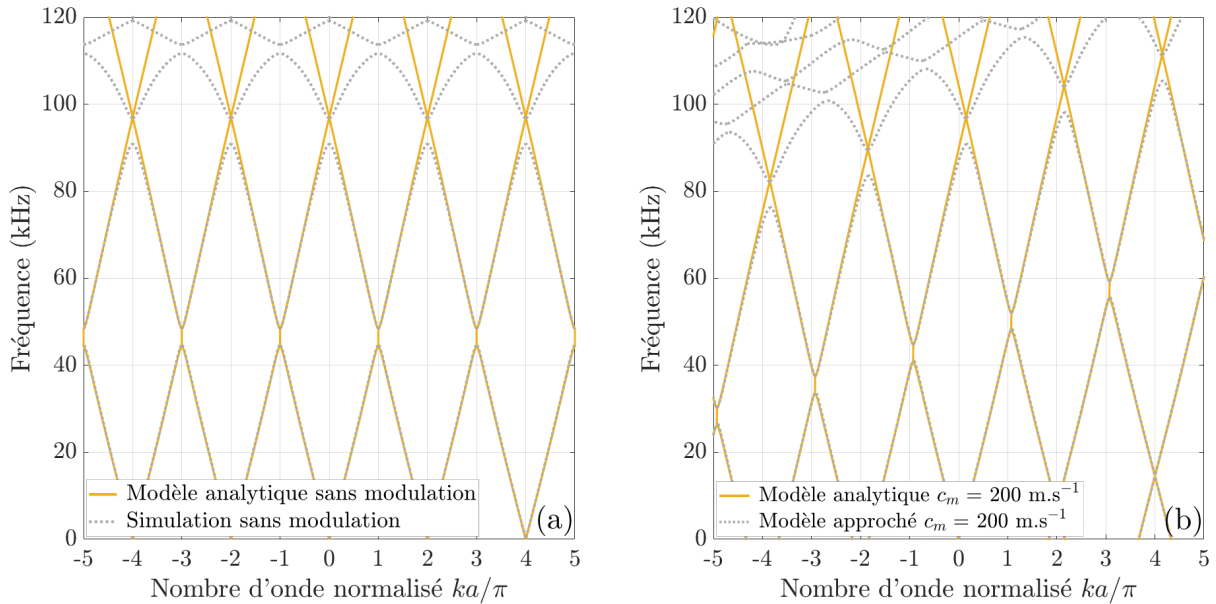 120
100
80
60
40
20
0
Fréquence (kHz)
Modèle analytique sans modulation
Simulation sans modulation
(a)
-5 -4 -3 -2 -1 0 1 2 3 4 5
Nombre d'onde normalisé ka/π
120
100
80
60
40
20
0
Fréquence (kHz)
Modèle analytique cₘ = 200 m.s⁻¹
Modèle approché cₘ = 200 m.s⁻¹
(b)
-5 -4 -3 -2 -1 0 1 2 3 4 5
Nombre d'onde normalisé ka/π